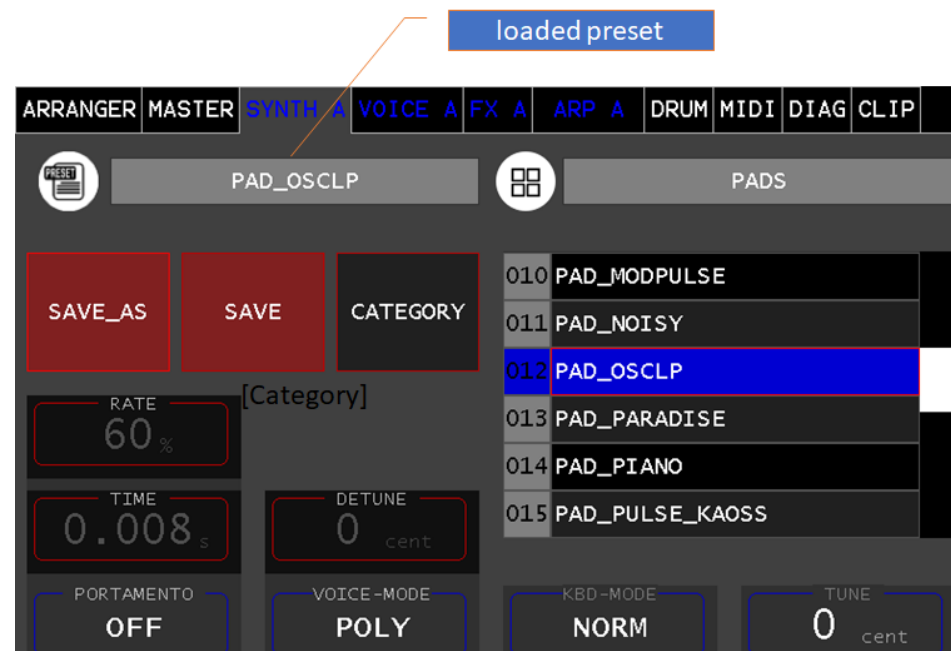 loaded preset
ARRANGER MASTER SYNTH A VOICE A FX A ARP A DRUM MIDI DIAG CLIP
PRESET PAD_OSCLP PADS
SAVE_AS SAVE CATEGORY
010 PAD_MODPULSE
011 PAD_NOISY
012 PAD_OSCLP
013 PAD_PARADISE
014 PAD_PIANO
015 PAD_PULSE_KAOSS
[Category]
RATE
60 %
TIME DETUNE
0.008 s 0 cent
PORTAMENTO VOICE-MODE KBD-MODE TUNE
OFF POLY NORM 0 cent